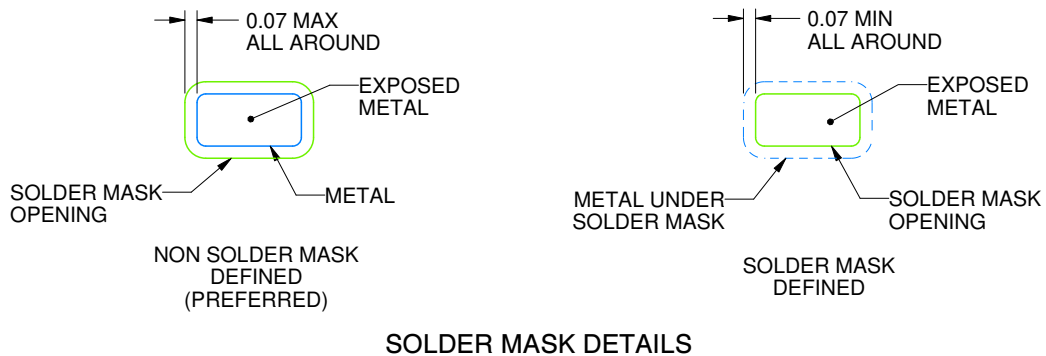 0.07 MAX
ALL AROUND
EXPOSED
METAL
SOLDER MASK
OPENING
METAL
NON SOLDER MASK
DEFINED
(PREFERRED)
0.07 MIN
ALL AROUND
EXPOSED
METAL
METAL UNDER
SOLDER MASK
SOLDER MASK
OPENING
SOLDER MASK
DEFINED
SOLDER MASK DETAILS